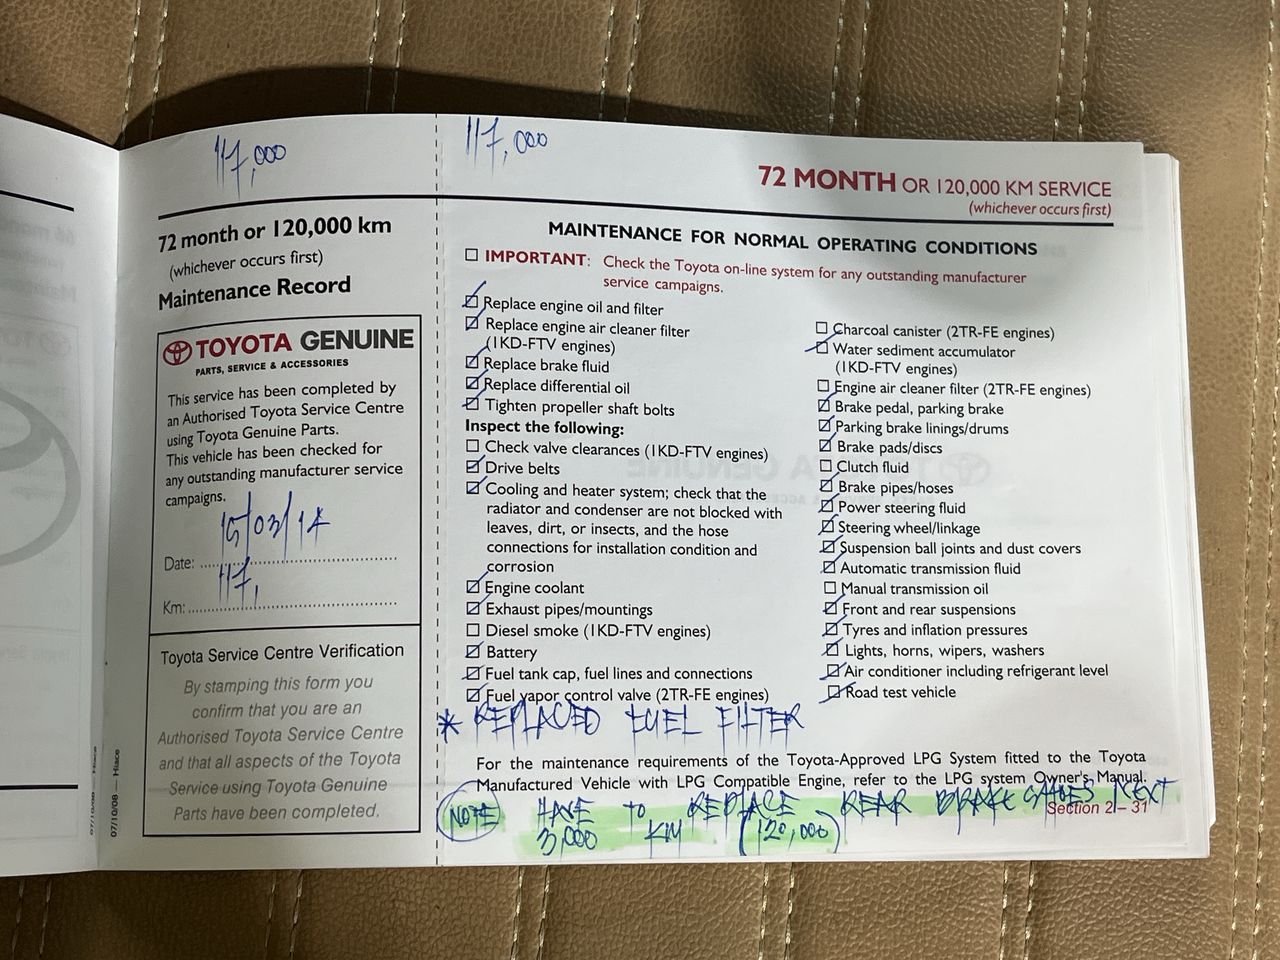 117,000
72 month or 120,000 km
(whichever occurs first)
Maintenance Record
TOYOTA GENUINE
PARTS, SERVICE & ACCESSORIES
This service has been completed by
an Authorised Toyota Service Centre
using Toyota Genuine Parts.
This vehicle has been checked for
any outstanding manufacturer service
campaigns.
15/03/14
Date:
117,
Km:
Toyota Service Centre Verification
By stamping this form you
confirm that you are an
Authorised Toyota Service Centre
and that all aspects of the Toyota
Service using Toyota Genuine
Parts have been completed.
07/10/08 — Hiace
07/10/08 — Hiace
117,000
72 MONTH OR 120,000 KM SERVICE
(whichever occurs first)
MAINTENANCE FOR NORMAL OPERATING CONDITIONS
IMPORTANT: Check the Toyota on-line system for any outstanding manufacturer
service campaigns.
Replace engine oil and filter
Replace engine air cleaner filter
(1KD-FTV engines)
Replace brake fluid
Replace differential oil
Tighten propeller shaft bolts
Inspect the following:
Check valve clearances (1KD-FTV engines)
Drive belts
Cooling and heater system; check that the
radiator and condenser are not blocked with
leaves, dirt, or insects, and the hose
connections for installation condition and
corrosion
Engine coolant
Exhaust pipes/mountings
Diesel smoke (1KD-FTV engines)
Battery
Fuel tank cap, fuel lines and connections
Fuel vapor control valve (2TR-FE engines)
Charcoal canister (2TR-FE engines)
Water sediment accumulator
(1KD-FTV engines)
Engine air cleaner filter (2TR-FE engines)
Brake pedal, parking brake
Parking brake linings/drums
Brake pads/discs
Clutch fluid
Brake pipes/hoses
Power steering fluid
Steering wheel/linkage
Suspension ball joints and dust covers
Automatic transmission fluid
Manual transmission oil
Front and rear suspensions
Tyres and inflation pressures
Lights, horns, wipers, washers
Air conditioner including refrigerant level
Road test vehicle
* REPLACED FUEL FILTER
For the maintenance requirements of the Toyota-Approved LPG System fitted to the Toyota
Manufactured Vehicle with LPG Compatible Engine, refer to the LPG system Owner's Manual.
Section 2 – 31
NOTE HAVE TO REPLACE REAR BRAKE SHOES NEXT
3,000 KM (120,000)